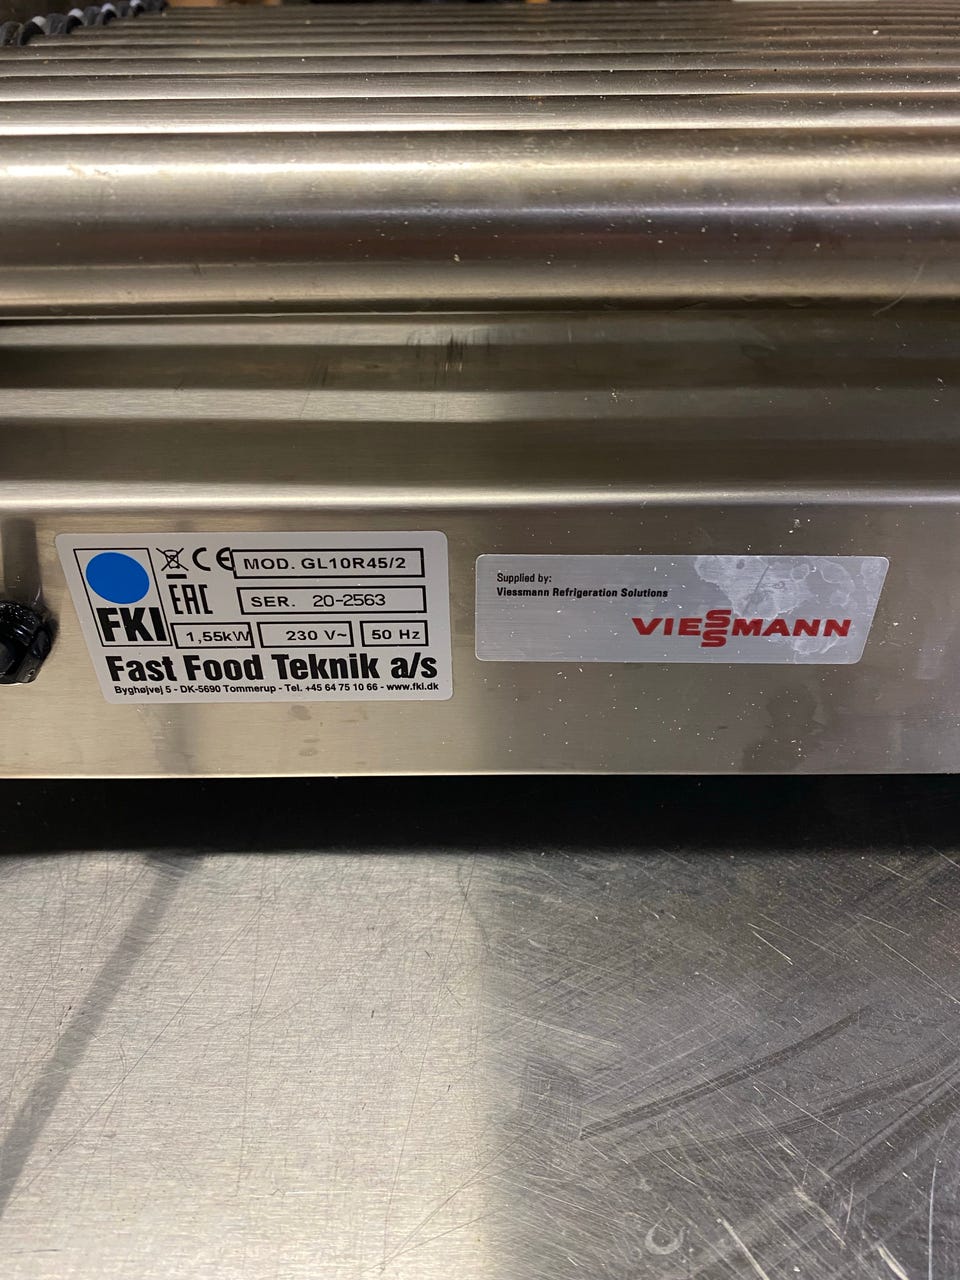 MOD. GL10R45/2
CE
EAC
SER. 20-2563
FKI
1,55kW
230 V~
50 Hz
Fast Food Teknik a/s
Byghøjvej 5 - DK-5690 Tommerup - Tel. +45 64 75 10 66 - www.fki.dk
Supplied by:
Viessmann Refrigeration Solutions
VIESSMANN